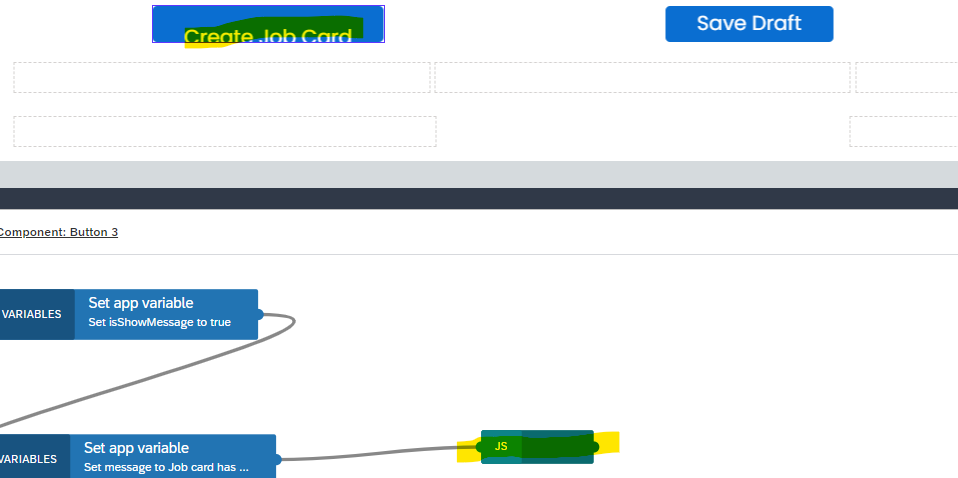 Create Job Card
Save Draft
Component: Button 3
VARIABLES
Set app variable
Set isShowMessage to true
VARIABLES
Set app variable
Set message to Job card has ...
JS